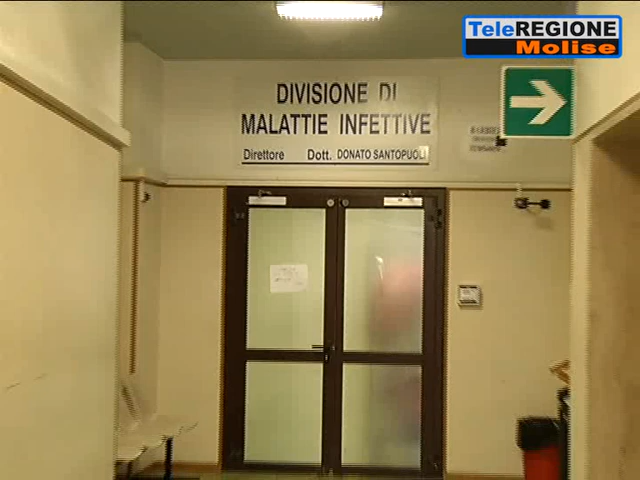 TeleREGIONE
Molise
DIVISIONE DI
MALATTIE INFETTIVE
Direttore Dott. DONATO SANTOPUOLI